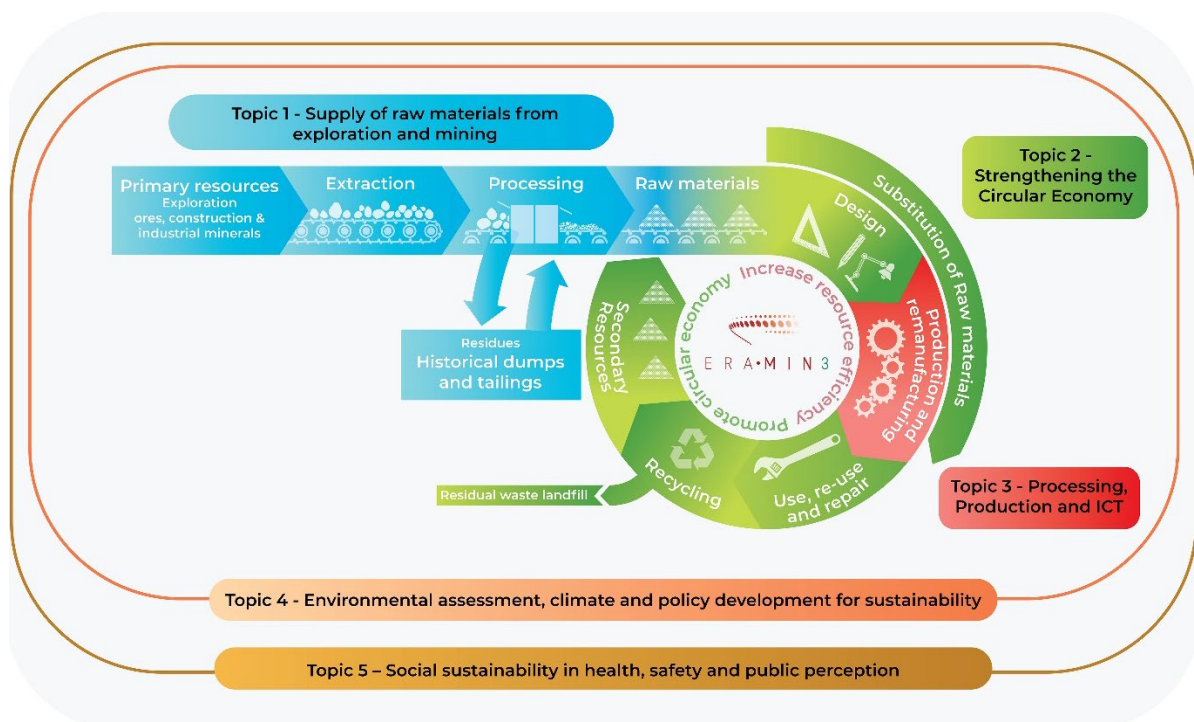 Topic 1 - Supply of raw materials from
exploration and mining
Primary resources
Exploration
ores, construction &
industrial minerals
Extraction
Processing
Raw materials
Residues
Historical dumps
and tailings
Design
Substitution of Raw materials
Topic 2 -
Strengthening the
Circular Economy
Production and
remanufacturing
Topic 3 - Processing,
Production and ICT
Use, re-use
and repair
Recycling
Residual waste landfill
Secondary
Resources
Increase resource efficiency
promote circular economy
ERA•MIN3
Topic 4 - Environmental assessment, climate and policy development for sustainability
Topic 5 – Social sustainability in health, safety and public perception